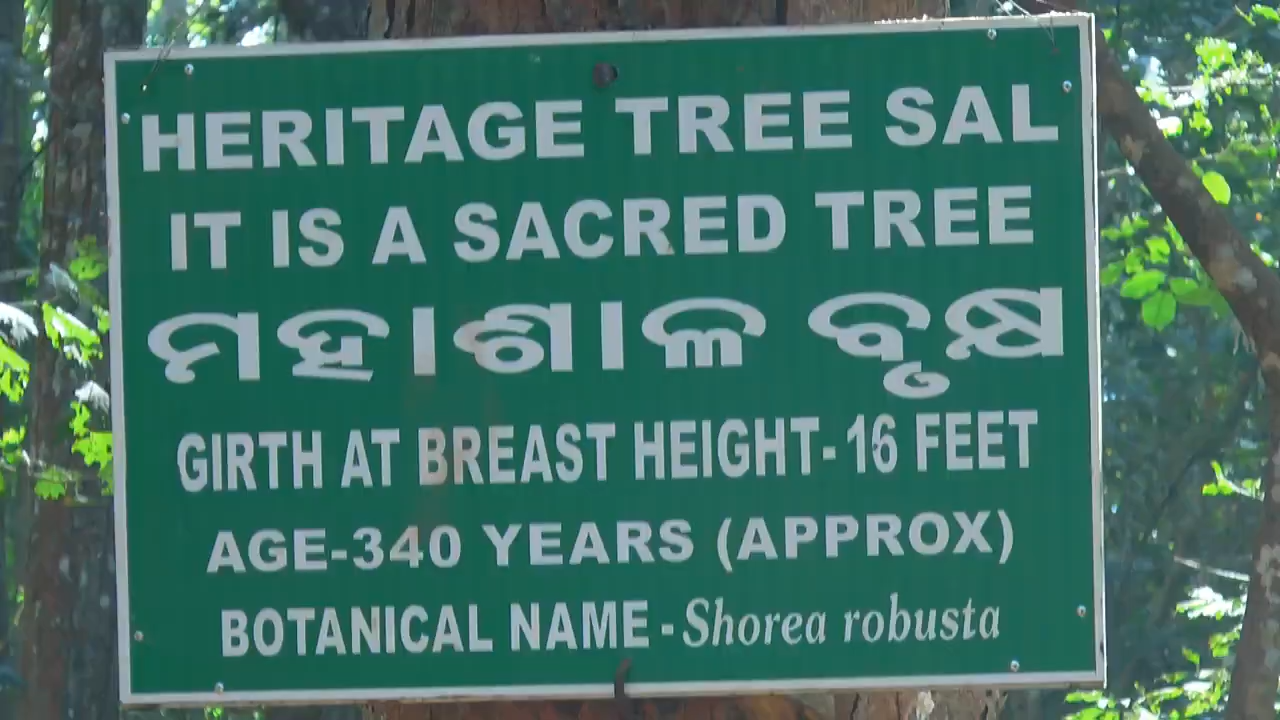 HERITAGE TREE SAL
IT IS A SACRED TREE
ମହାଶାଳ ବୃକ୍ଷ
GIRTH AT BREAST HEIGHT- 16 FEET
AGE-340 YEARS (APPROX)
BOTANICAL NAME - Shorea robusta